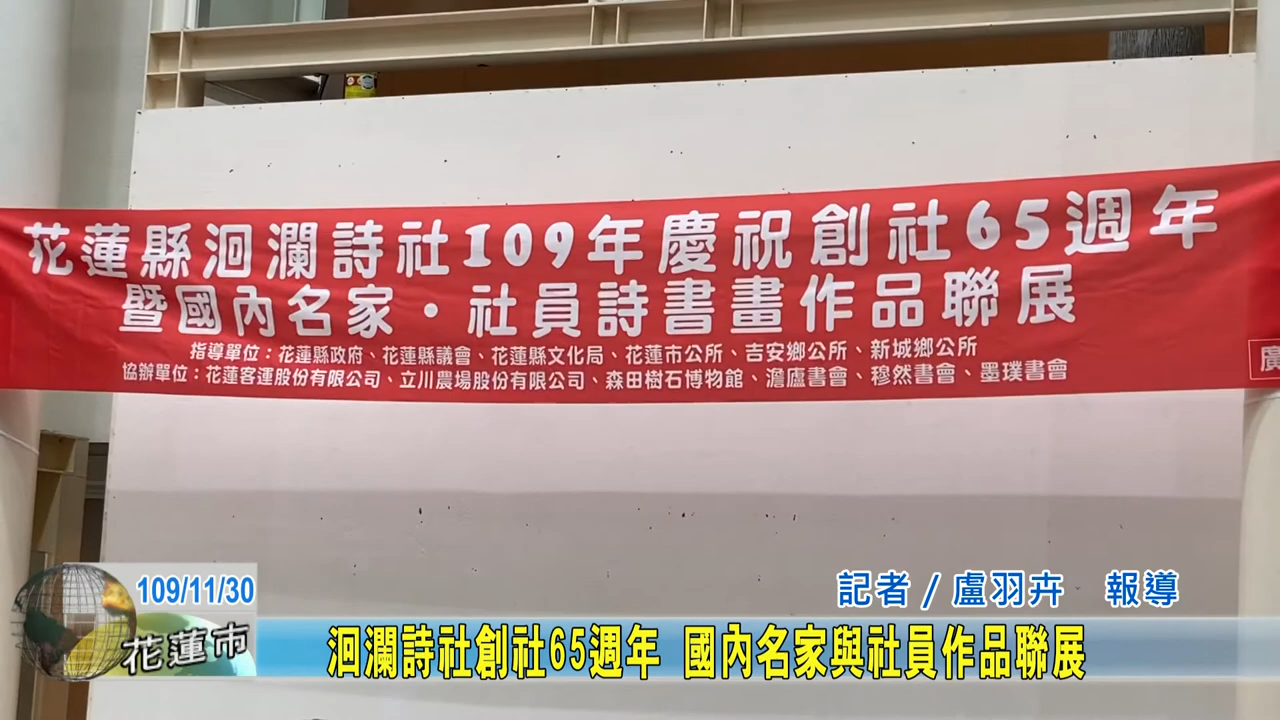 花蓮縣洄瀾詩社109年慶祝創社65週年
暨國內名家・社員詩書畫作品聯展
指導單位：花蓮縣政府、花蓮縣議會、花蓮縣文化局、花蓮市公所、吉安鄉公所、新城鄉公所
協辦單位：花蓮客運股份有限公司、立川農場股份有限公司、森田樹石博物館、澹廬書會、穆然書會、墨璞書會
廣
109/11/30
記者/盧羽卉 報導
花蓮市
洄瀾詩社創社65週年 國內名家與社員作品聯展